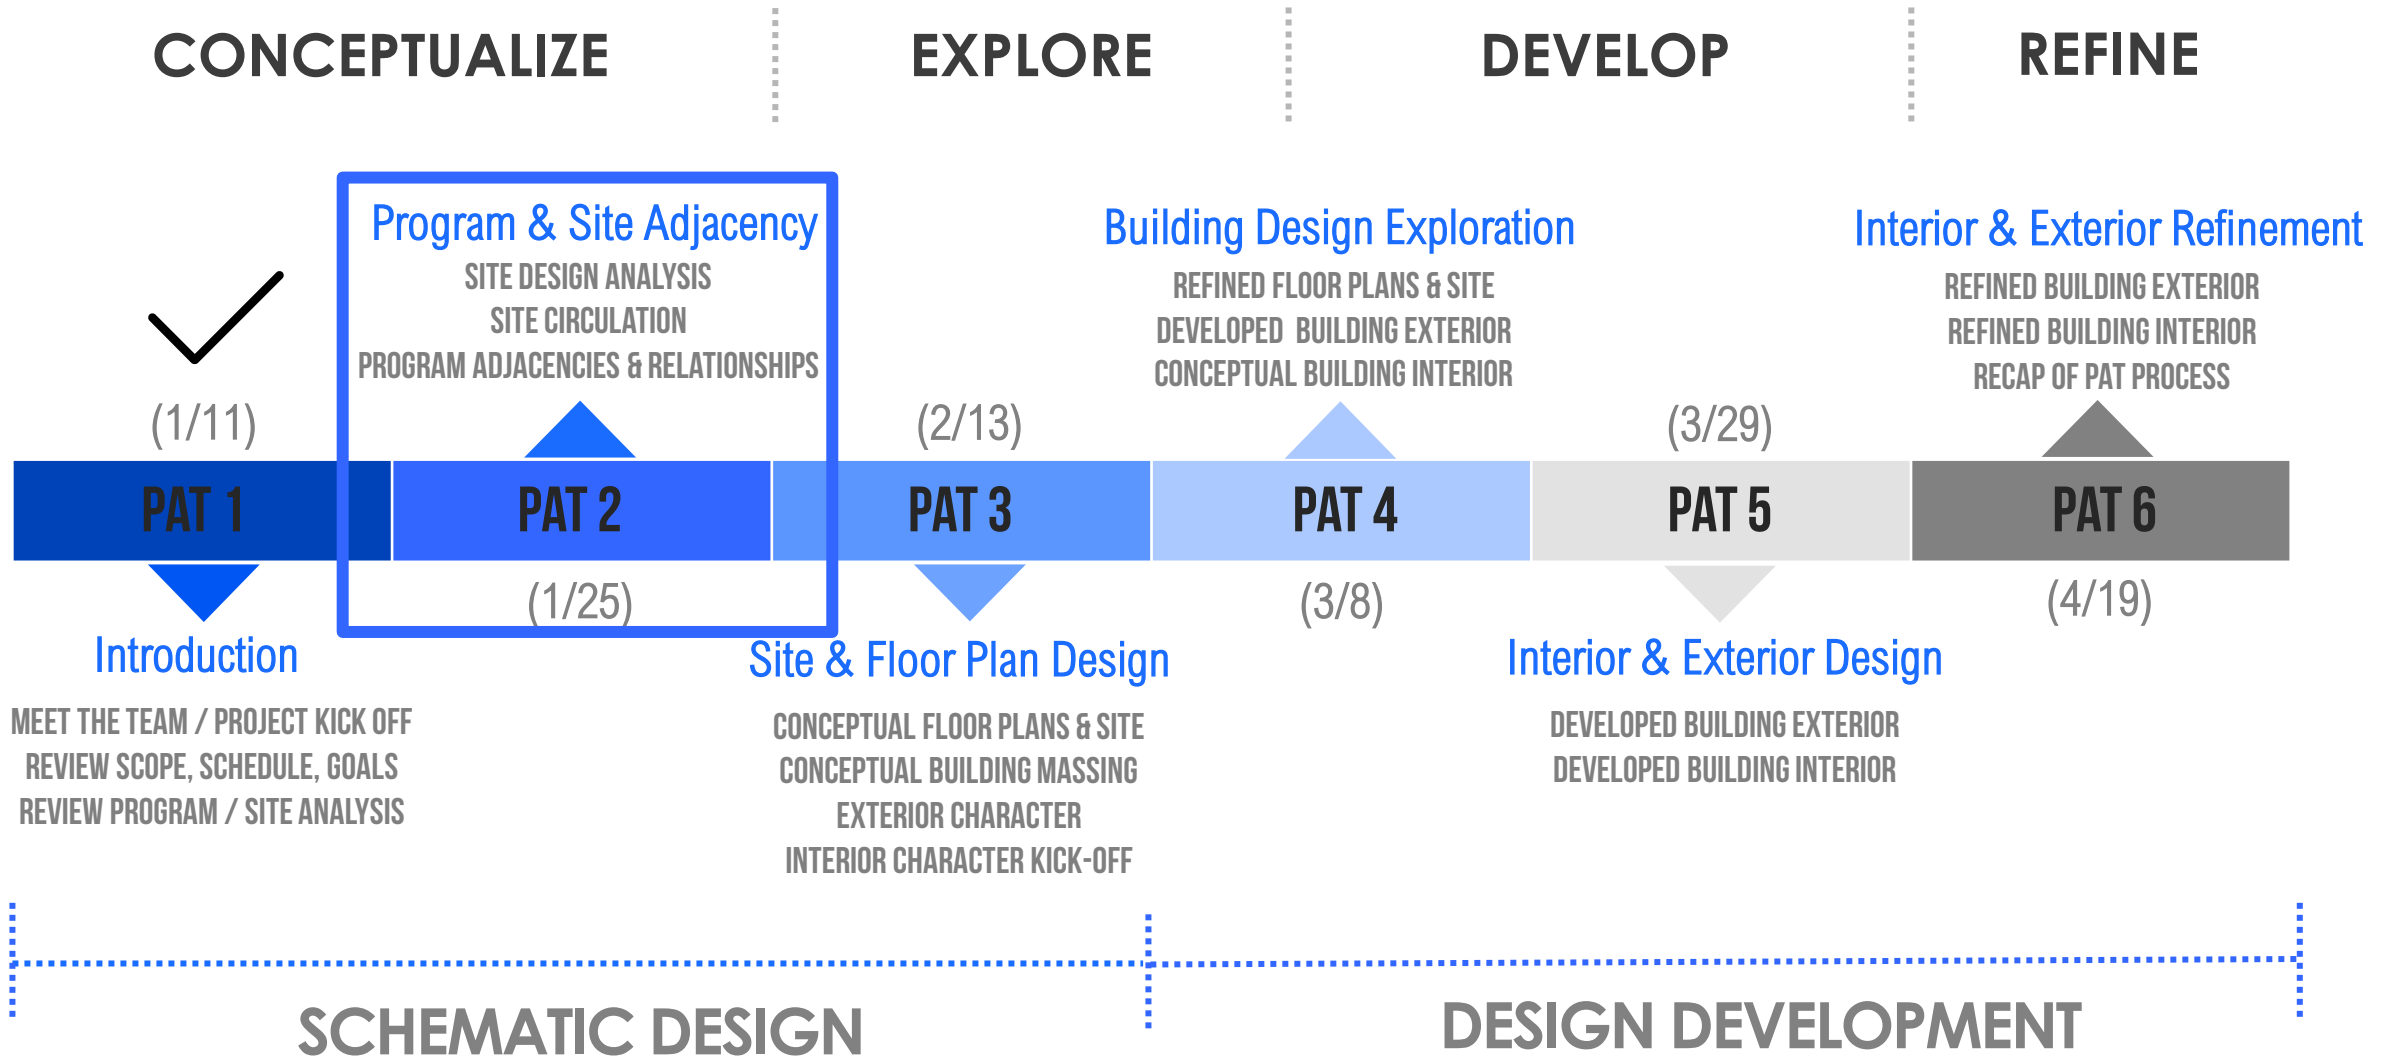 CONCEPTUALIZE
EXPLORE
DEVELOP
REFINE
Program & Site Adjacency
SITE DESIGN ANALYSIS
SITE CIRCULATION
PROGRAM ADJACENCIES & RELATIONSHIPS
Building Design Exploration
REFINED FLOOR PLANS & SITE
DEVELOPED BUILDING EXTERIOR
CONCEPTUAL BUILDING INTERIOR
Interior & Exterior Refinement
REFINED BUILDING EXTERIOR
REFINED BUILDING INTERIOR
RECAP OF PAT PROCESS
(1/11)
(2/13)
(3/29)
PAT 1
PAT 2
PAT 3
PAT 4
PAT 5
PAT 6
(1/25)
(3/8)
(4/19)
Introduction
MEET THE TEAM / PROJECT KICK OFF
REVIEW SCOPE, SCHEDULE, GOALS
REVIEW PROGRAM / SITE ANALYSIS
Site & Floor Plan Design
CONCEPTUAL FLOOR PLANS & SITE
CONCEPTUAL BUILDING MASSING
EXTERIOR CHARACTER
INTERIOR CHARACTER KICK-OFF
Interior & Exterior Design
DEVELOPED BUILDING EXTERIOR
DEVELOPED BUILDING INTERIOR
SCHEMATIC DESIGN
DESIGN DEVELOPMENT